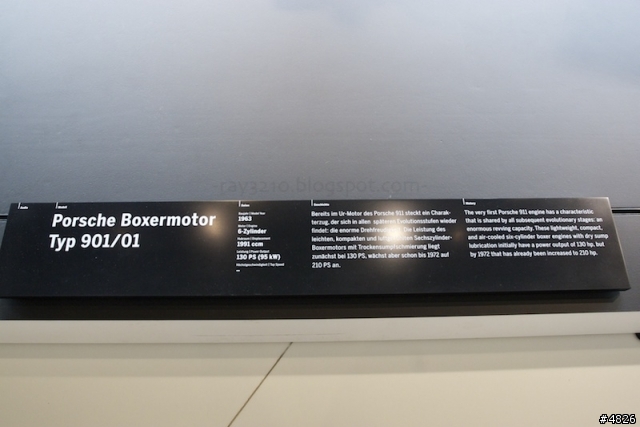 Porsche Boxermotor
Typ 901/01
1963
6-Zylinder
1991 ccm
130 PS (95 kW)
Bereits im Ur-Motor des Porsche 911 steckt ein Charak-
terzug, der sich in allen späteren Evolutionsstufen wieder
findet: die enorme Drehfreude. Die Leistung des
leichten, kompakten und luftgekühlten Sechszylinder-
Boxermotors mit Trockensumpfschmierung liegt
zunächst bei 130 PS, wächst aber schon bis 1972 auf
210 PS an.
The very first Porsche 911 engine has a characteristic
that is shared by all subsequent evolutionary stages: an
enormous revving capacity. These lightweight, compact,
and air-cooled six-cylinder boxer engines with dry sump
lubrication initially have a power output of 130 hp, but
by 1972 that has already been increased to 210 hp.
#4826